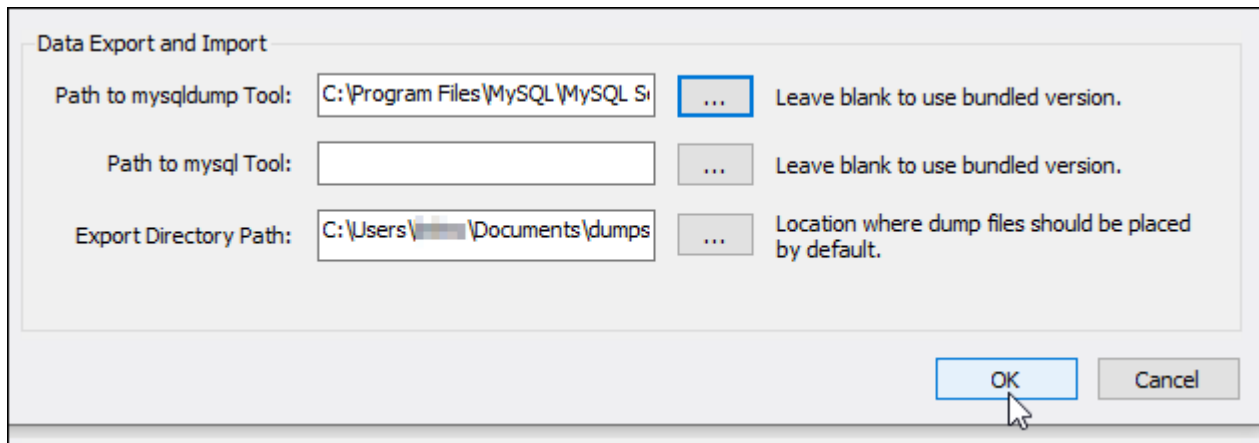 Data Export and Import
Path to mysqldump Tool: C:\Program Files\MySQL\MySQL Se ... Leave blank to use bundled version.
Path to mysql Tool: ... Leave blank to use bundled version.
Export Directory Path: C:\Users\ \Documents\dumps ... Location where dump files should be placed
by default.
OK Cancel